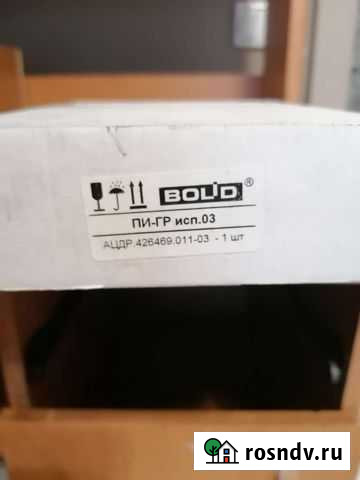 BOLID®
ПИ-ГР исп.03
АЦДР.426469.011-03 - 1 шт
rosndv.ru